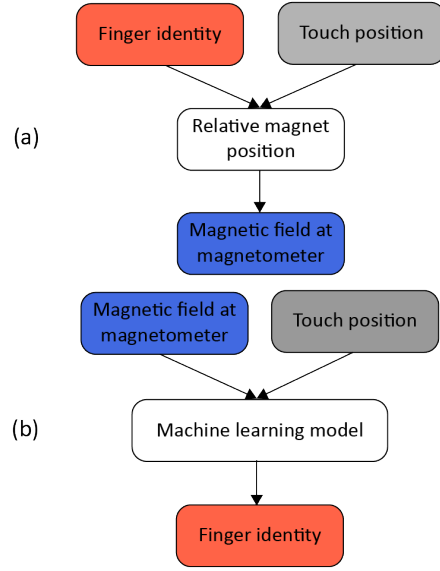 Finger identity
Touch position
(a)
Relative magnet
position
Magnetic field at
magnetometer
Magnetic field at
magnetometer
Touch position
(b)
Machine learning model
Finger identity